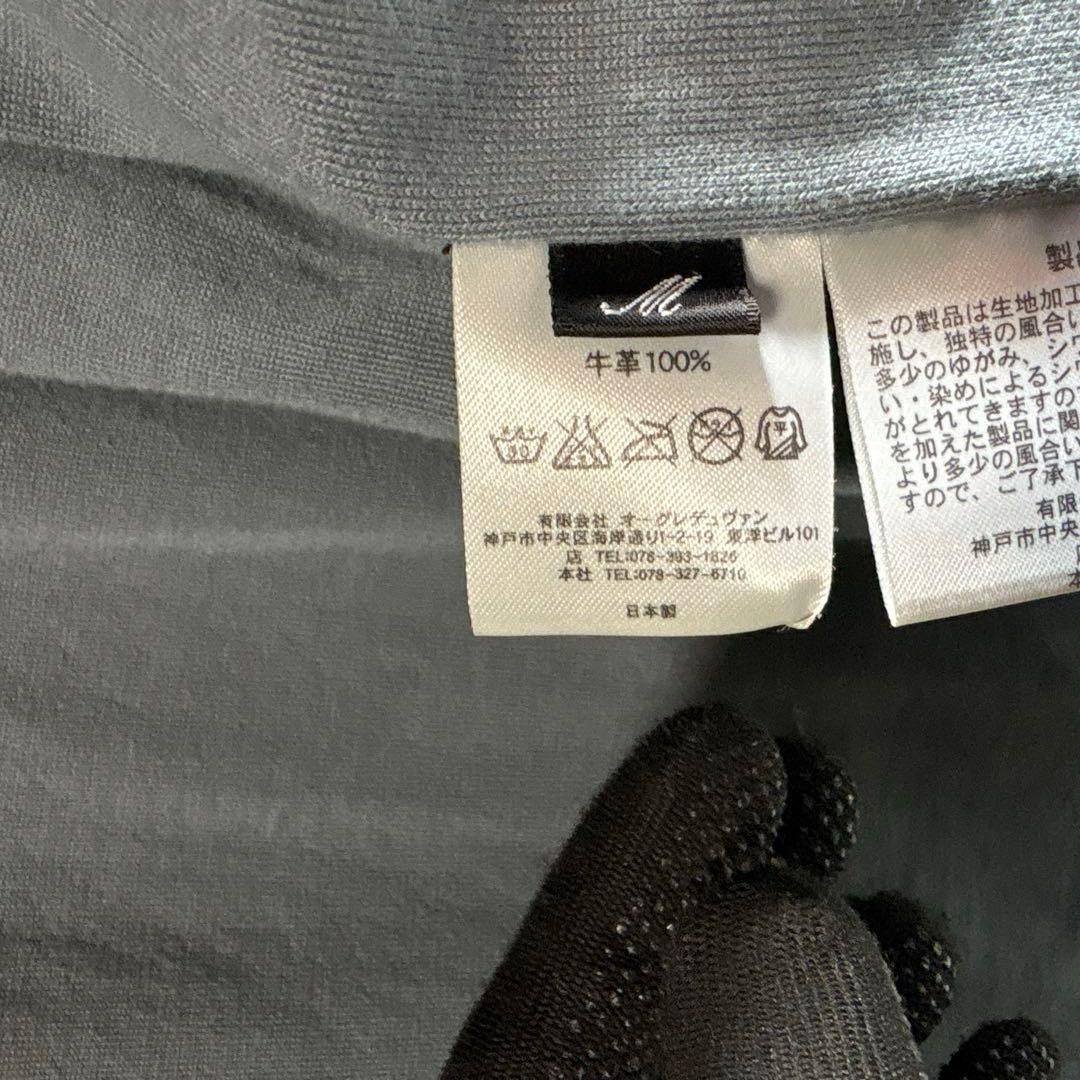 M
牛革100%
30
平
有限会社 オーグレデュヴァン
神戸市中央区海岸通り1-2-19 東洋ビル101
店 TEL:078-393-1826
本社 TEL:078-327-6710
日本製
製
この製品は生地加工
施し、独特の風合い
多少のゆがみ、シワ
い・染めによるシ
がとれてきますの
を加えた製品に関
より多少の風合い
すので、ご了承下
有限
神戸市中央